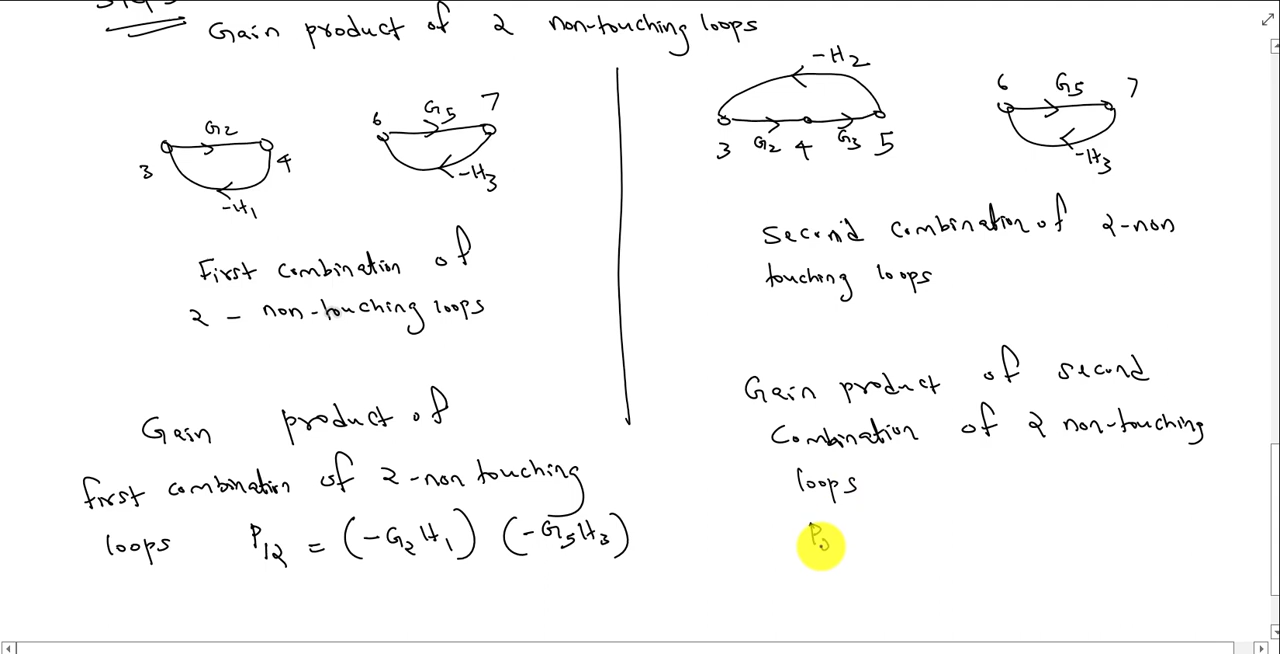 Gain product of 2 non-touching loops
G2
3
4
-H1
6
G5
7
-H3
First combination of
2 - non-touching loops
Gain product of
first combination of 2-non touching
loops P12 = (-G2H1) (-G5H3)
-H2
3 G2 4 G3 5
6
G5
7
-H3
Second combination of 2-non
touching loops
Gain product of second
Combination of 2 non-touching
loops
P